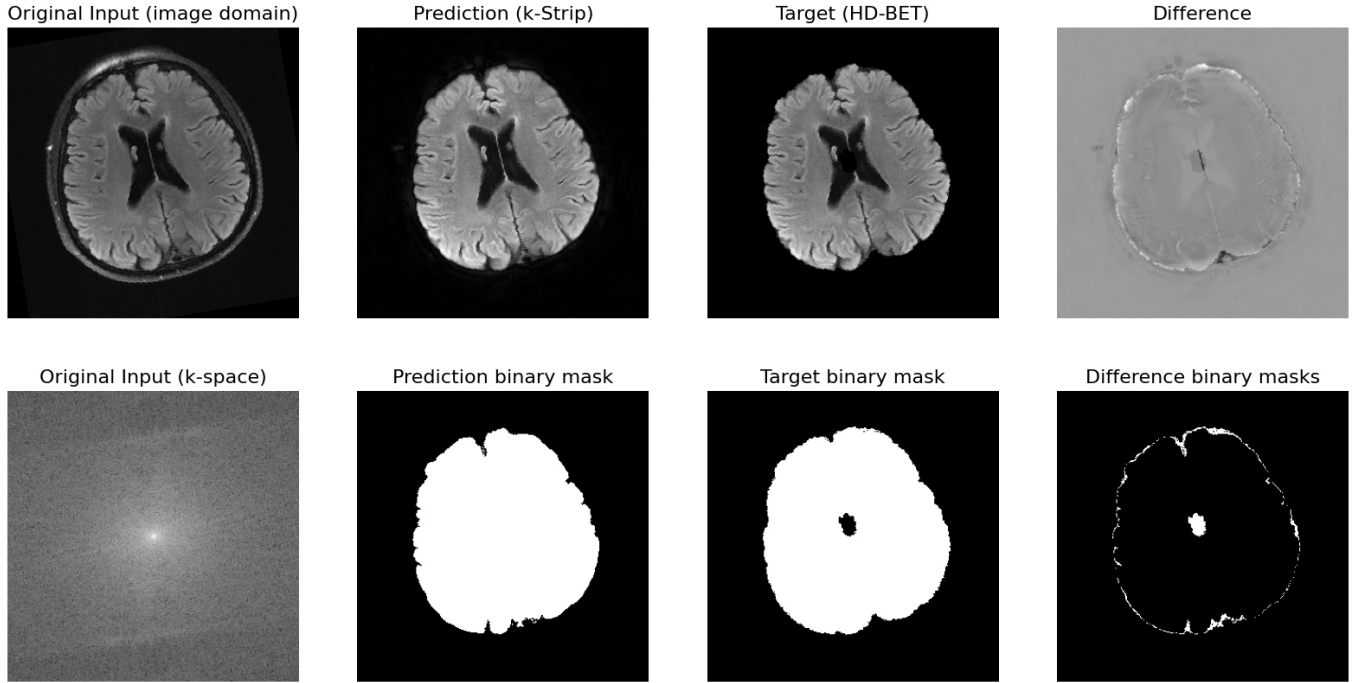 Original Input (image domain)
Prediction (k-Strip)
Target (HD-BET)
Difference
Original Input (k-space)
Prediction binary mask
Target binary mask
Difference binary masks